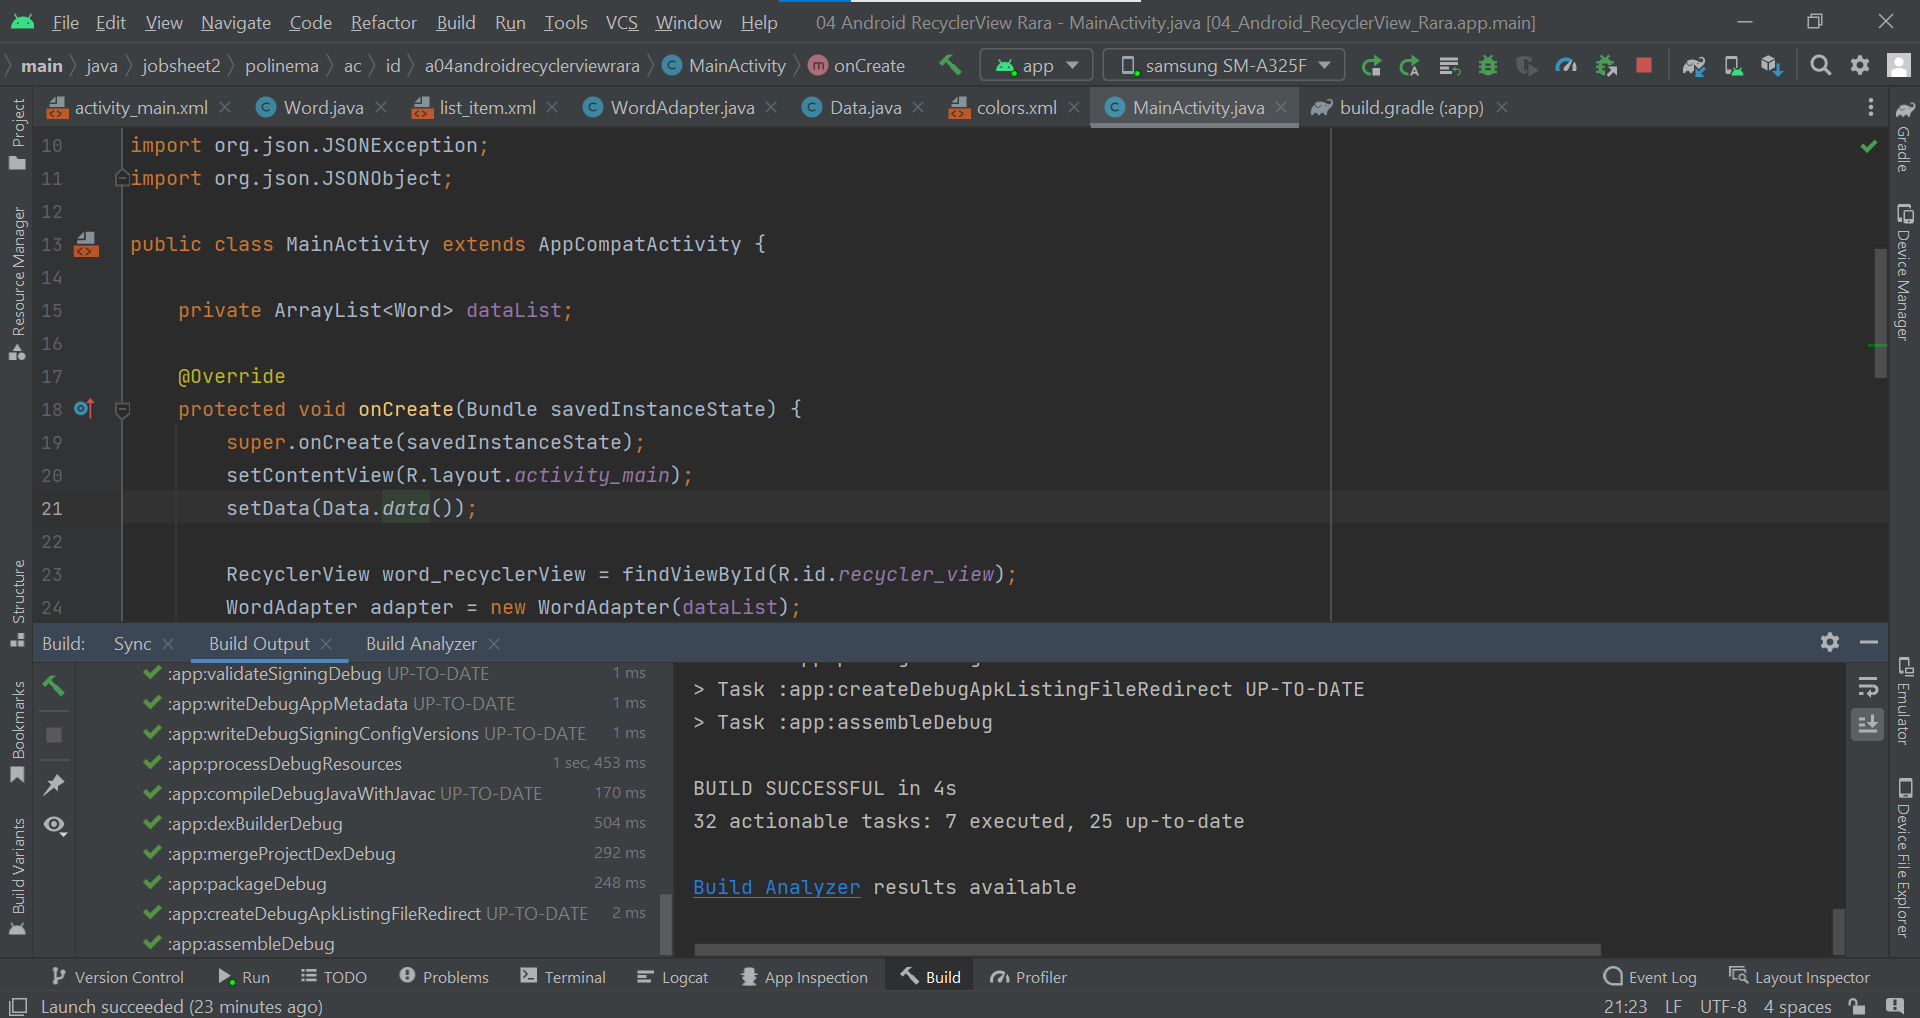 File Edit View Navigate Code Refactor Build Run Tools VCS Window Help 04 Android RecyclerView Rara - MainActivity.java [04_Android_RecyclerView_Rara.app.main]
main java jobsheet2 polinema ac id a04androidrecyclerviewrara MainActivity onCreate app samsung SM-A325F
activity_main.xml Word.java list_item.xml WordAdapter.java Data.java colors.xml MainActivity.java build.gradle (:app)
Project
Resource Manager
Structure
Bookmarks
Build Variants
10 import org.json.JSONException;
11 import org.json.JSONObject;
12
13 public class MainActivity extends AppCompatActivity {
14
15 private ArrayList<Word> dataList;
16
17 @Override
18 protected void onCreate(Bundle savedInstanceState) {
19 super.onCreate(savedInstanceState);
20 setContentView(R.layout.activity_main);
21 setData(Data.data());
22
23 RecyclerView word_recyclerView = findViewById(R.id.recycler_view);
24 WordAdapter adapter = new WordAdapter(dataList);
Gradle
Device Manager
Emulator
Device File Explorer
Build: Sync Build Output Build Analyzer
:app:validateSigningDebug UP-TO-DATE 1 ms
:app:writeDebugAppMetadata UP-TO-DATE 1 ms
:app:writeDebugSigningConfigVersions UP-TO-DATE 1 ms
:app:processDebugResources 1 sec, 453 ms
:app:compileDebugJavaWithJavac UP-TO-DATE 170 ms
:app:dexBuilderDebug 504 ms
:app:mergeProjectDexDebug 292 ms
:app:packageDebug 248 ms
:app:createDebugApkListingFileRedirect UP-TO-DATE 2 ms
:app:assembleDebug
> Task :app:createDebugApkListingFileRedirect UP-TO-DATE
> Task :app:assembleDebug
BUILD SUCCESSFUL in 4s
32 actionable tasks: 7 executed, 25 up-to-date
Build Analyzer results available
Version Control Run TODO Problems Terminal Logcat App Inspection Build Profiler Event Log Layout Inspector
Launch succeeded (23 minutes ago) 21:23 LF UTF-8 4 spaces